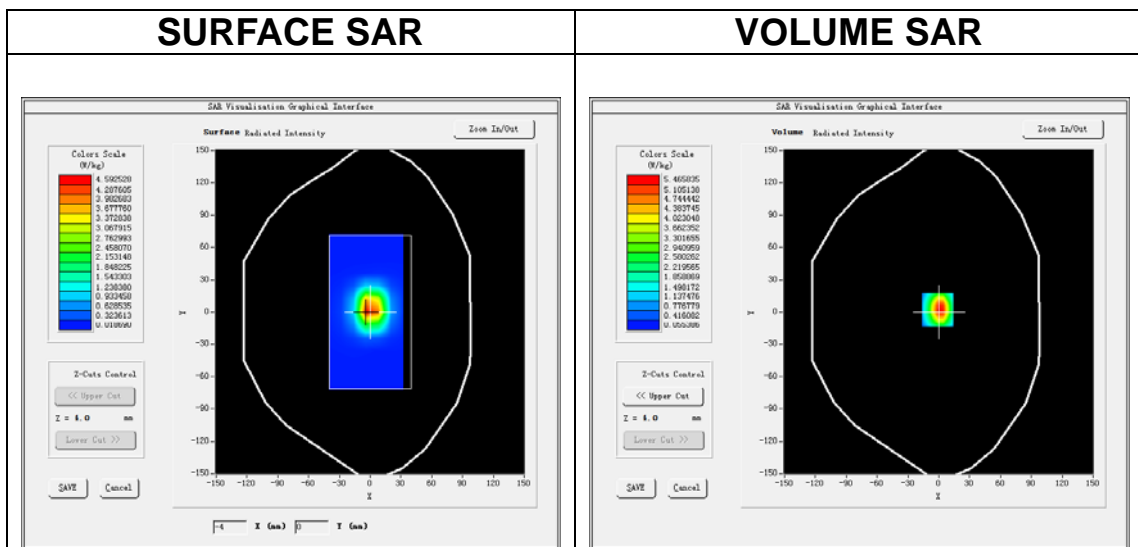 SURFACE SAR
VOLUME SAR
SAR Visualisation Graphical Interface
Surface Radiated Intensity
Zoom In/Out
Colors Scale
(W/kg)
4.592528
4.287605
3.982683
3.677760
3.372838
3.067915
2.762993
2.458070
2.153148
1.848225
1.543303
1.238380
0.933458
0.628535
0.323613
0.018690
Z-Cuts Control
<< Upper Cut
Z = 4.0 mm
Lower Cut >>
SAVE
Cancel
150
120
90
60
30
0
-30
-60
-90
-120
-150
Y
-150 -120 -90 -60 -30 0 30 60 90 120 150
X
-4 X (mm) 0 Y (mm)
SAR Visualisation Graphical Interface
Volume Radiated Intensity
Zoom In/Out
Colors Scale
(W/kg)
5.465835
5.105138
4.744442
4.383745
4.023048
3.662352
3.301655
2.940959
2.580262
2.219565
1.858869
1.498172
1.137476
0.776779
0.416082
0.055386
Z-Cuts Control
<< Upper Cut
Z = 4.0 mm
Lower Cut >>
SAVE
Cancel
150
120
90
60
30
0
-30
-60
-90
-120
-150
Y
-150 -120 -90 -60 -30 0 30 60 90 120 150
X